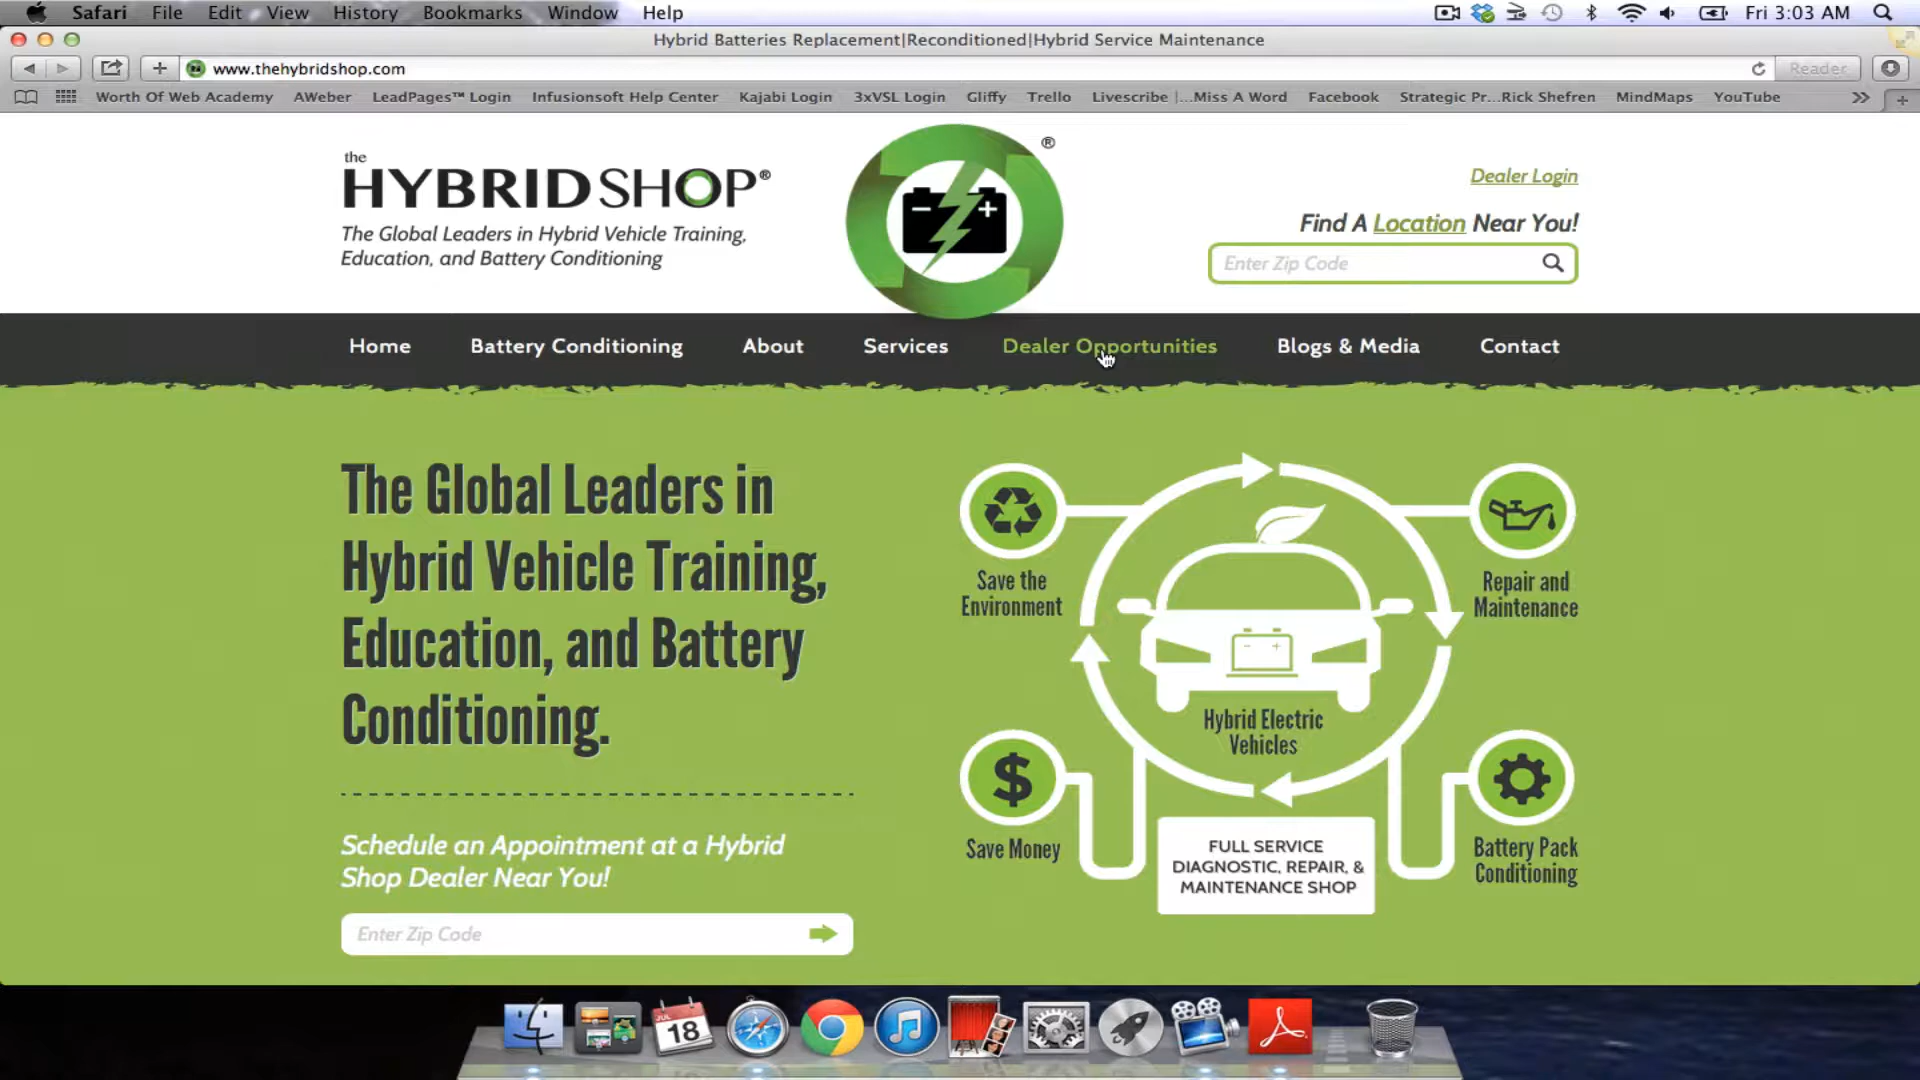 Safari File Edit View History Bookmarks Window Help Fri 3:03 AM
Hybrid Batteries Replacement|Reconditioned|Hybrid Service Maintenance
www.thehybridshop.com Reader
Worth Of Web Academy AWeber LeadPages™ Login Infusionsoft Help Center Kajabi Login 3xVSL Login Gliffy Trello Livescribe |...Miss A Word Facebook Strategic Pr...Rick Shefren MindMaps YouTube
the
HYBRIDSHOP®
The Global Leaders in Hybrid Vehicle Training,
Education, and Battery Conditioning
®
Dealer Login
Find A Location Near You!
Enter Zip Code
Home Battery Conditioning About Services Dealer Opportunities Blogs & Media Contact
The Global Leaders in
Hybrid Vehicle Training,
Education, and Battery
Conditioning.
Schedule an Appointment at a Hybrid
Shop Dealer Near You!
Enter Zip Code
Save the
Environment
Repair and
Maintenance
Hybrid Electric
Vehicles
$
Save Money
FULL SERVICE
DIAGNOSTIC, REPAIR, &
MAINTENANCE SHOP
Battery Pack
Conditioning
JUL
18